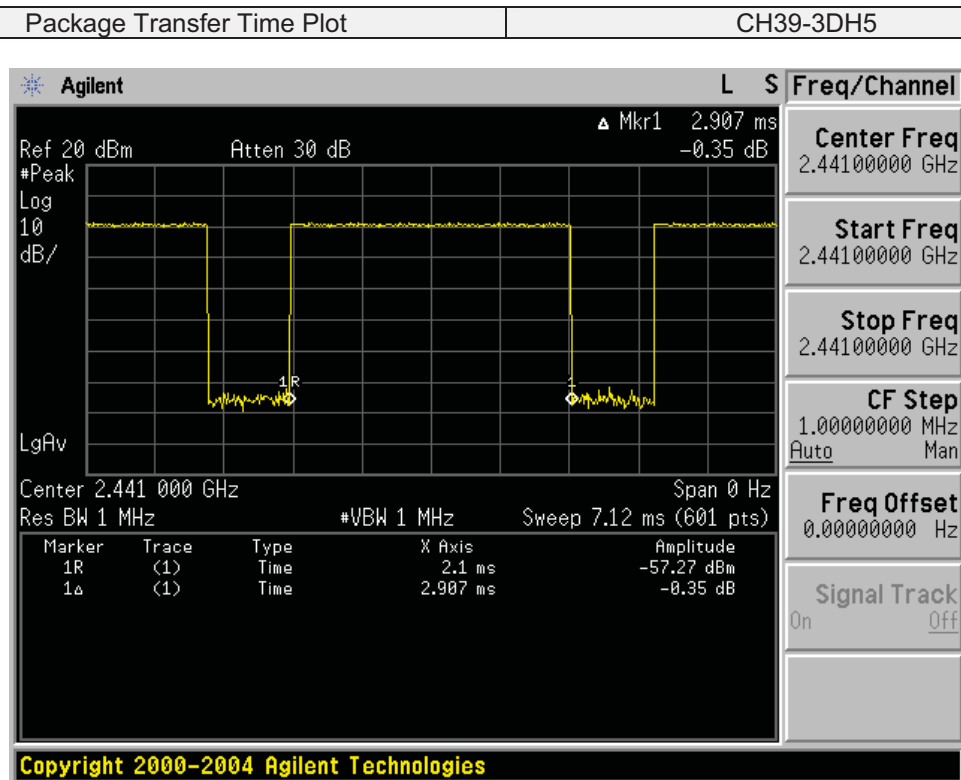 Package Transfer Time Plot CH39-3DH5
Agilent L S Freq/Channel
Δ Mkr1 2.907 ms
Ref 20 dBm Atten 30 dB -0.35 dB
#Peak
Log
10
dB/
1R 1
LgAv
Center 2.441 000 GHz Span 0 Hz
Res BW 1 MHz #VBW 1 MHz Sweep 7.12 ms (601 pts)
Marker Trace Type X Axis Amplitude
1R (1) Time 2.1 ms -57.27 dBm
1Δ (1) Time 2.907 ms -0.35 dB
Center Freq
2.44100000 GHz
Start Freq
2.44100000 GHz
Stop Freq
2.44100000 GHz
CF Step
1.00000000 MHz
Auto Man
Freq Offset
0.00000000 Hz
Signal Track
On Off
Copyright 2000-2004 Agilent Technologies